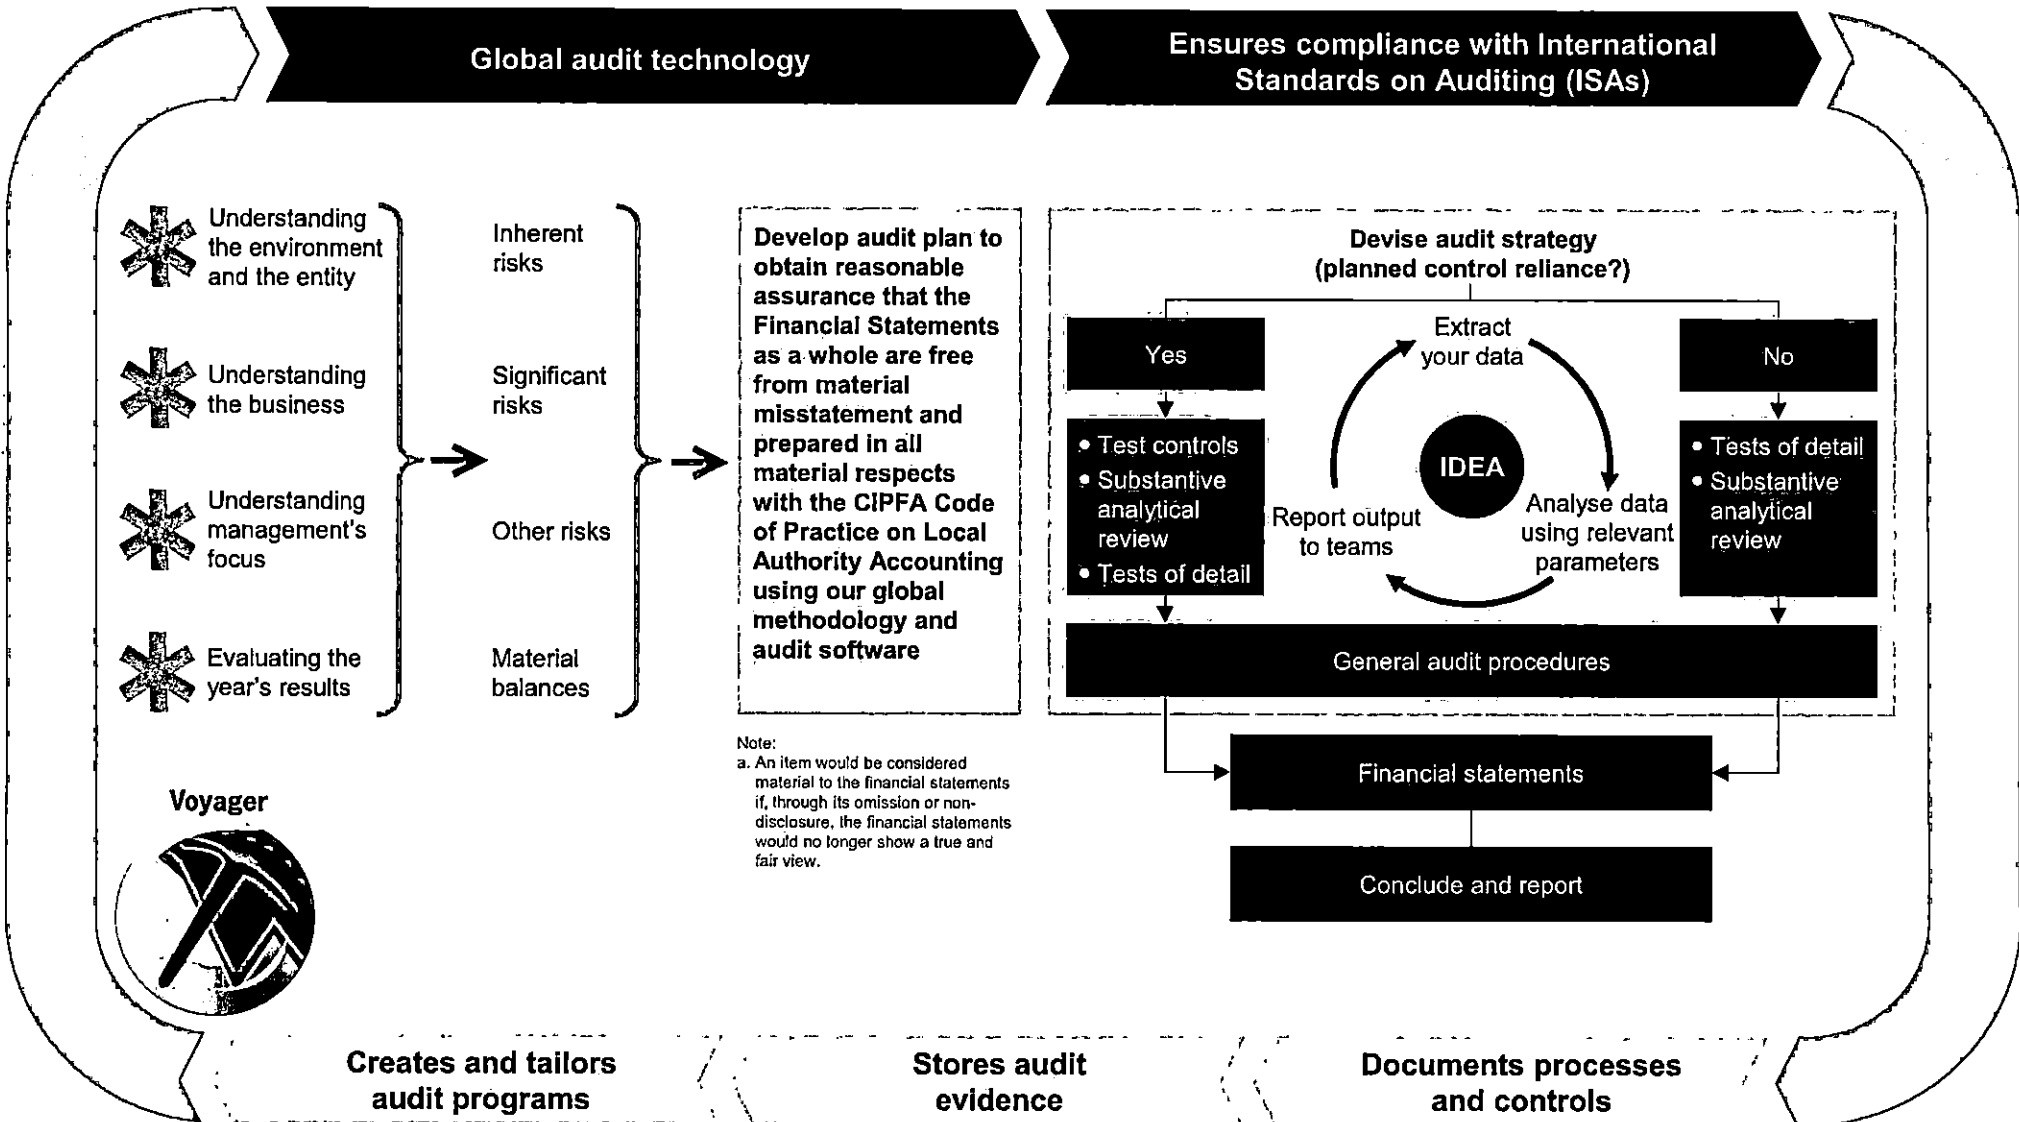 Global audit technology
Ensures compliance with International
Standards on Auditing (ISAs)
Understanding
the environment
and the entity
Understanding
the business
Understanding
management's
focus
Evaluating the
year's results
Inherent
risks
Significant
risks
Other risks
Material
balances
Develop audit plan to
obtain reasonable
assurance that the
Financial Statements
as a whole are free
from material
misstatement and
prepared in all
material respects
with the CIPFA Code
of Practice on Local
Authority Accounting
using our global
methodology and
audit software
Note:
a. An item would be considered
material to the financial statements
if, through its omission or non-
disclosure, the financial statements
would no longer show a true and
fair view.
Devise audit strategy
(planned control reliance?)
Yes
• Test controls
• Substantive
analytical
review
• Tests of detail
Extract
your data
IDEA
Analyse data
using relevant
parameters
Report output
to teams
No
• Tests of detail
• Substantive
analytical
review
General audit procedures
Financial statements
Conclude and report
Voyager
Creates and tailors
audit programs
Stores audit
evidence
Documents processes
and controls